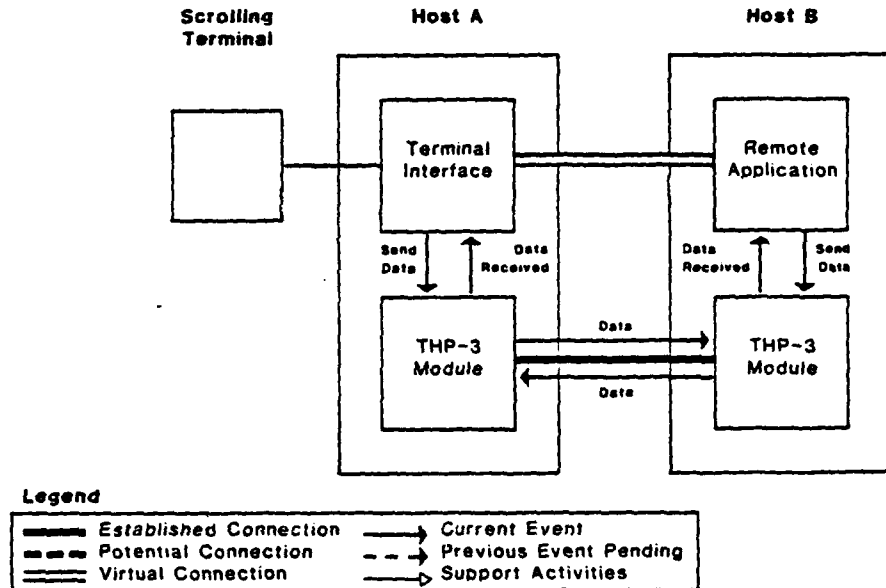 Scrolling
Terminal
Host A
Host B
Terminal
Interface
Remote
Application
Send
Data
Data
Received
Data
Received
Send
Data
THP-3
Module
Data
Data
THP-3
Module
Legend
Established Connection
Current Event
Potential Connection
Previous Event Pending
Virtual Connection
Support Activities